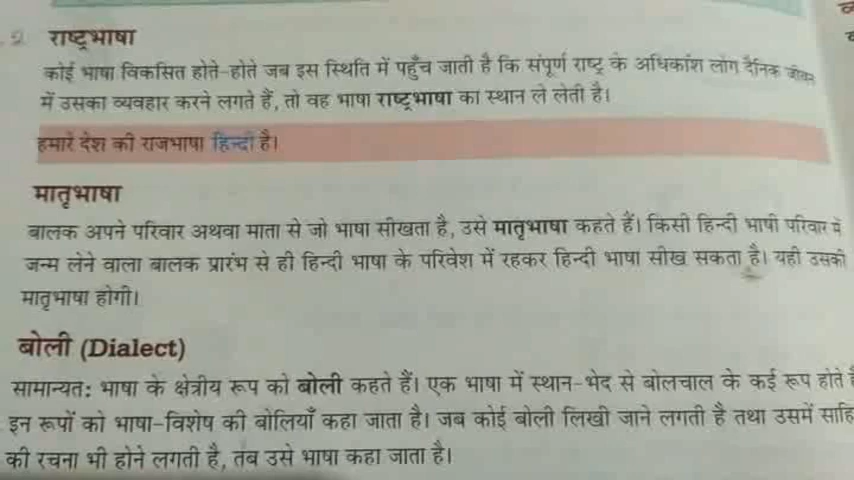 2 राष्ट्रभाषा
कोई भाषा विकसित होते-होते जब इस स्थिति में पहुँच जाती है कि संपूर्ण राष्ट्र के अधिकांश लोग दैनिक जीवन
में उसका व्यवहार करने लगते हैं, तो वह भाषा राष्ट्रभाषा का स्थान ले लेती है।
हमारे देश की राजभाषा हिन्दी है।
मातृभाषा
बालक अपने परिवार अथवा माता से जो भाषा सीखता है, उसे मातृभाषा कहते हैं। किसी हिन्दी भाषी परिवार में
जन्म लेने वाला बालक प्रारंभ से ही हिन्दी भाषा के परिवेश में रहकर हिन्दी भाषा सीख सकता है। यही उसकी
मातृभाषा होगी।
बोली (Dialect)
सामान्यत: भाषा के क्षेत्रीय रूप को बोली कहते हैं। एक भाषा में स्थान-भेद से बोलचाल के कई रूप होते
इन रूपों को भाषा-विशेष की बोलियाँ कहा जाता है। जब कोई बोली लिखी जाने लगती है तथा उसमें साहि
की रचना भी होने लगती है, तब उसे भाषा कहा जाता है।